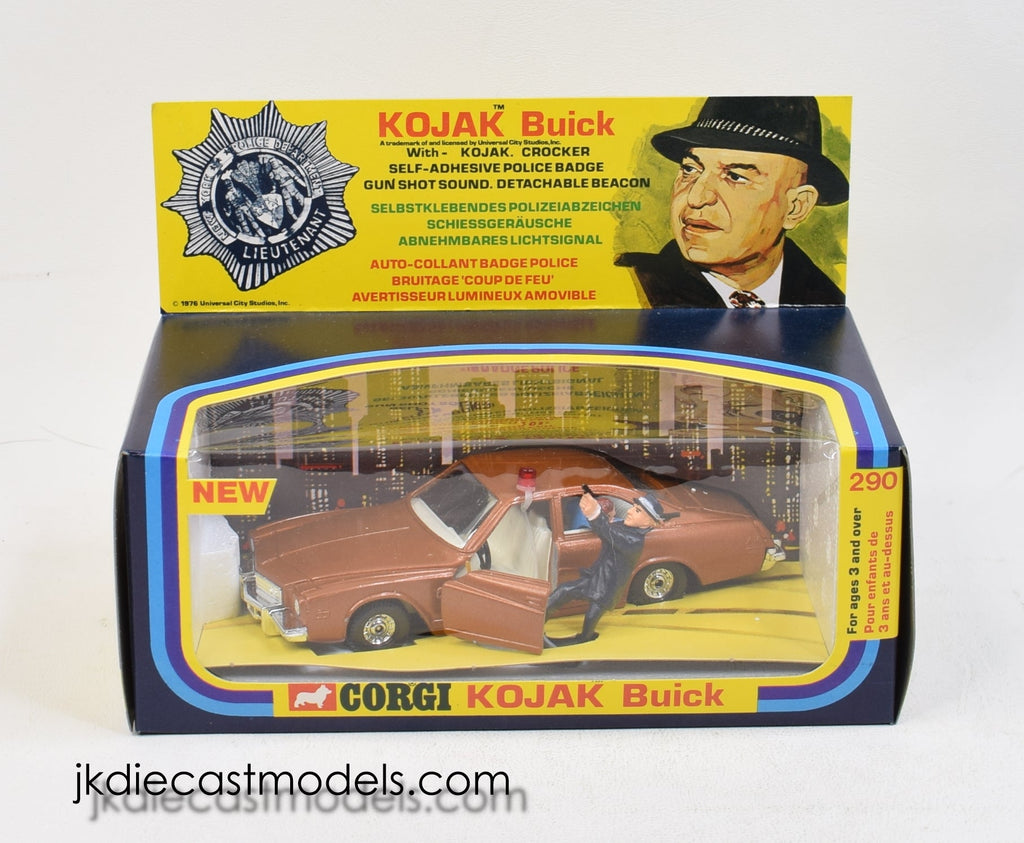 KOJAK™ Buick
A trademark of and licensed by Universal City Studios, Inc.
With - KOJAK. CROCKER
SELF-ADHESIVE POLICE BADGE
GUN SHOT SOUND. DETACHABLE BEACON
SELBSTKLEBENDES POLIZEIABZEICHEN
SCHIESSGERÄUSCHE
ABNEHMBARES LICHTSIGNAL
AUTO-COLLANT BADGE POLICE
BRUITAGE 'COUP DE FEU'
AVERTISSEUR LUMINEUX AMOVIBLE
POLICE DEPARTMENT
LIEUTENANT
© 1976 Universal City Studios, Inc.
NEW
290
For ages 3 and over
Pour enfants de
3 ans et au-dessus
CORGI KOJAK Buick
jkdiecastmodels.com